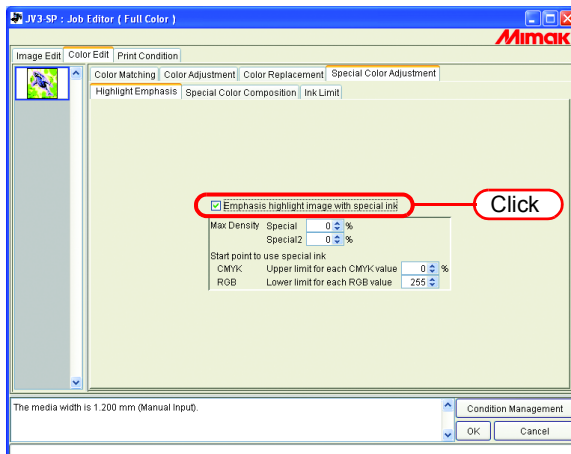 JV3-SP : Job Editor ( Full Color )
Mimaki
Image Edit Color Edit Print Condition
Color Matching Color Adjustment Color Replacement Special Color Adjustment
Highlight Emphasis Special Color Composition Ink Limit
Emphasis highlight image with special ink
Click
Max Density Special 0 %
Special2 0 %
Start point to use special ink
CMYK Upper limit for each CMYK value 0 %
RGB Lower limit for each RGB value 255
The media width is 1.200 mm (Manual Input).
Condition Management
OK Cancel